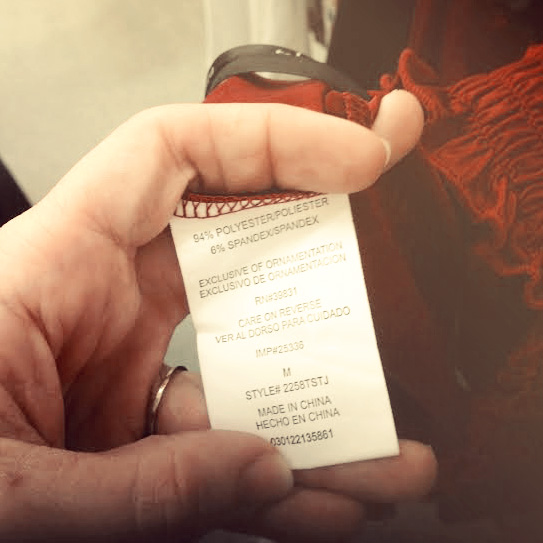 94% POLYESTER/POLIESTER
6% SPANDEX/SPANDEX
EXCLUSIVE OF ORNAMENTATION
EXCLUSIVO DE ORNAMENTACION
RN#39831
CARE ON REVERSE
VER AL DORSO PARA CUIDADO
IMP#25336
M
STYLE# 2258TSTJ
MADE IN CHINA
HECHO EN CHINA
030122135861